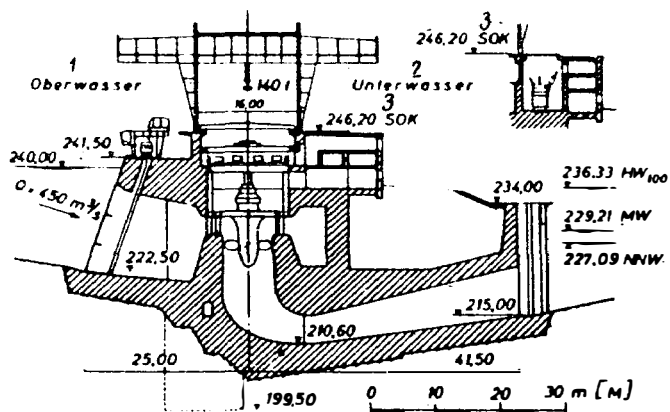 3
246,20 SOK
1
Oberwasser
140 t
16,00
2
Unterwasser
3
246,20 SOK
241,50
240,00
Q = 450 m³/s
222,50
234,00
236.33 HW100
229,21 MW
227,09 NNW
215,00
210,60
25,00
41,50
199,50
0 10 20 30 m [M]